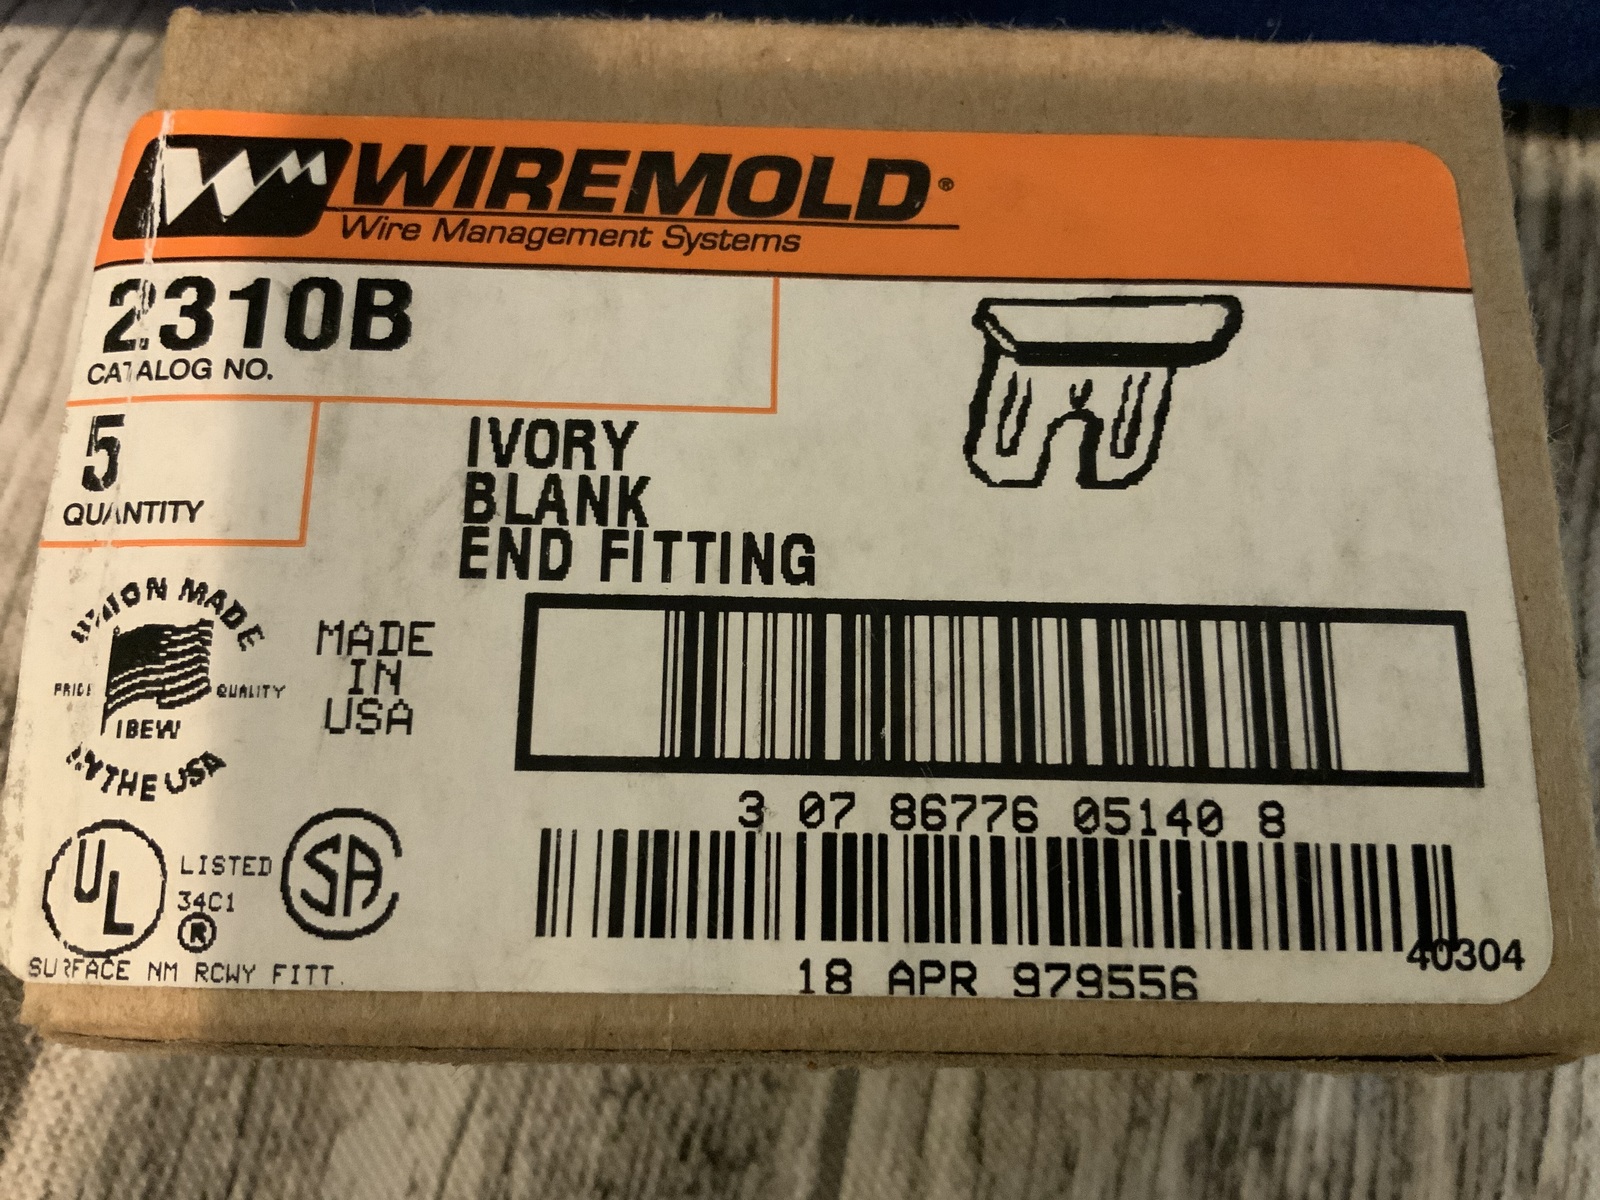 WM WIREMOLD®
Wire Management Systems
2310B
CATALOG NO.
5
QUANTITY
IVORY
BLANK
END FITTING
UNION MADE
PRIDE QUALITY
IBEW
IN THE USA
MADE
IN
USA
3 07 86776 05140 8
UL LISTED
34C1
®
SA
SURFACE NM RCWY FITT.
40304
18 APR 979556